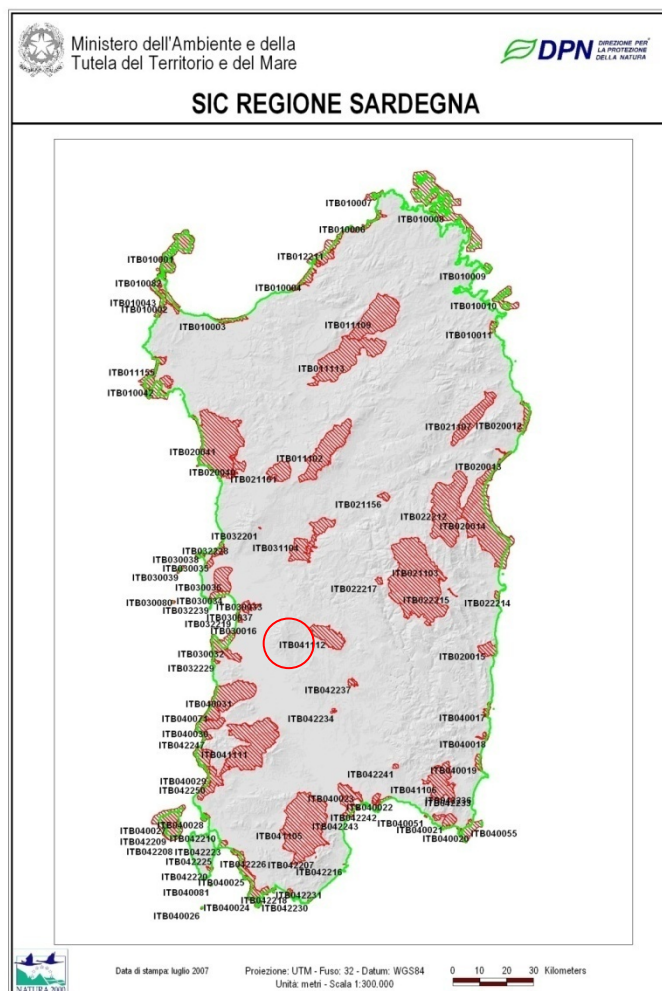 Ministero dell'Ambiente e della
Tutela del Territorio e del Mare
DPN DIREZIONE PER
LA PROTEZIONE
DELLA NATURA
SIC REGIONE SARDEGNA
ITB010007
ITB010008
ITB010006
ITB012211
ITB010001
ITB010009
ITB010082
ITB010004
ITB010043
ITB010010
ITB010002
ITB010003
ITB011109
ITB010011
ITB011113
ITB011155
ITB010042
ITB021107
ITB020012
ITB020041
ITB011102
ITB020040
ITB021101
ITB020013
ITB021156
ITB022212
ITB020014
ITB032201
ITB032228
ITB031104
ITB030038
ITB030035
ITB030039
ITB021103
ITB030036
ITB022217
ITB030080
ITB030034
ITB022215
ITB022214
ITB032239
ITB030033
ITB030037
ITB032219
ITB030016
ITB041112
ITB030032
ITB020015
ITB032229
ITB042237
ITB040031
ITB042234
ITB040071
ITB040017
ITB040030
ITB042247
ITB040018
ITB041111
ITB042241
ITB040019
ITB040029
ITB041106
ITB042250
ITB040023
ITB040022
ITB042242
ITB040051
ITB040028
ITB042243
ITB040021
ITB040055
ITB040027
ITB041105
ITB040020
ITB042209
ITB042210
ITB042208
ITB042223
ITB042225
ITB042226
ITB042207
ITB042220
ITB042216
ITB040025
ITB040081
ITB042231
ITB042218
ITB040024
ITB042230
ITB040026
NATURA 2000
Data di stampa: luglio 2007
Proiezione: UTM - Fuso: 32 - Datum: WGS84
Unità: metri - Scala 1:300.000
0 10 20 30 Kilometers